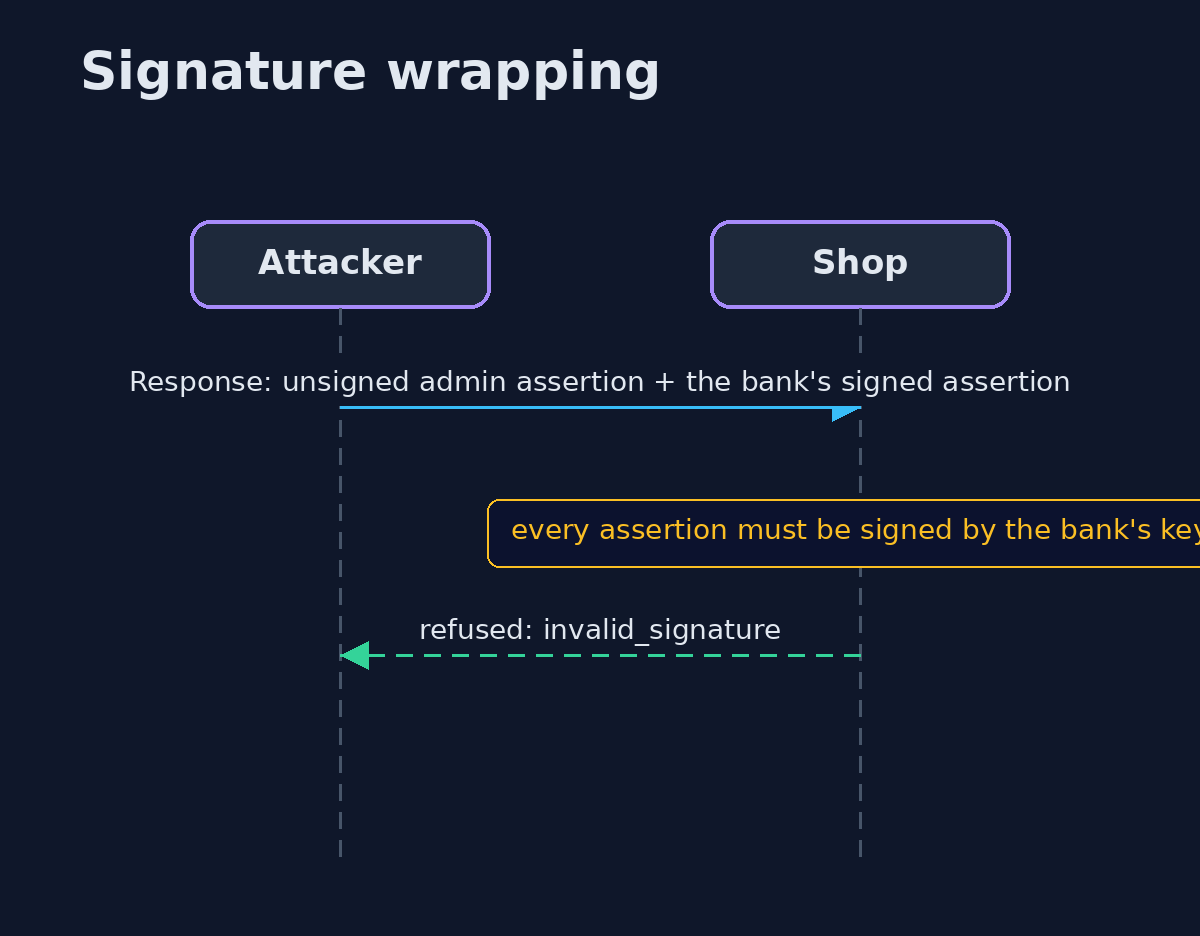 Signature wrapping
Attacker
Shop
Response: unsigned admin assertion + the bank's signed assertion
every assertion must be signed by the bank's key
refused: invalid_signature